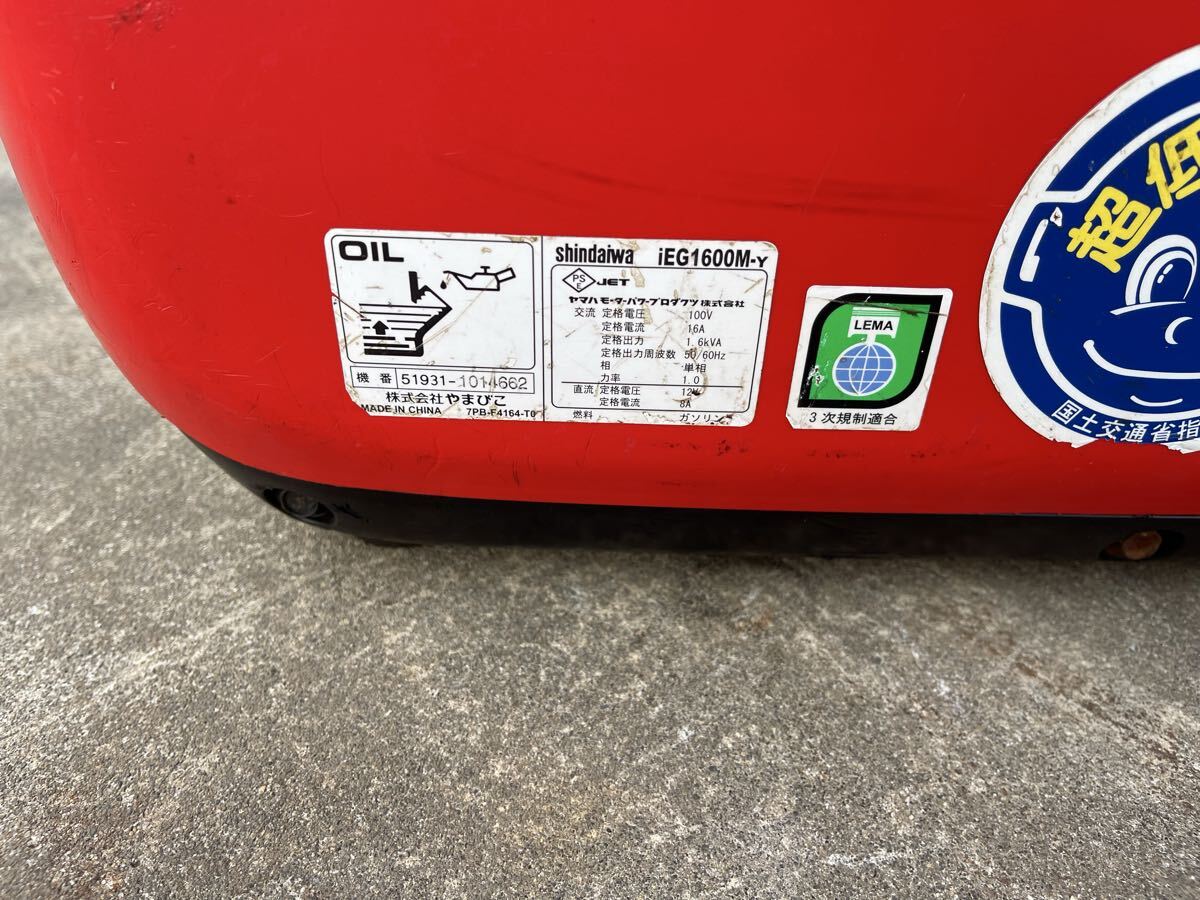 OIL
機番 51931-1014662
株式会社やまびこ
MADE IN CHINA 7PB-F4164-T0
shindaiwa iEG1600M-Y
PS E JET
ヤマハモーターパワープロダクツ株式会社
交流 定格電圧 100V
定格電流 16A
定格出力 1.6kVA
定格出力周波数 50/60Hz
相 単相
力率 1.0
直流 定格電圧 12V
定格電流 8A
燃料 ガソリン
LEMA
3次規制適合
超低
国土交通省指